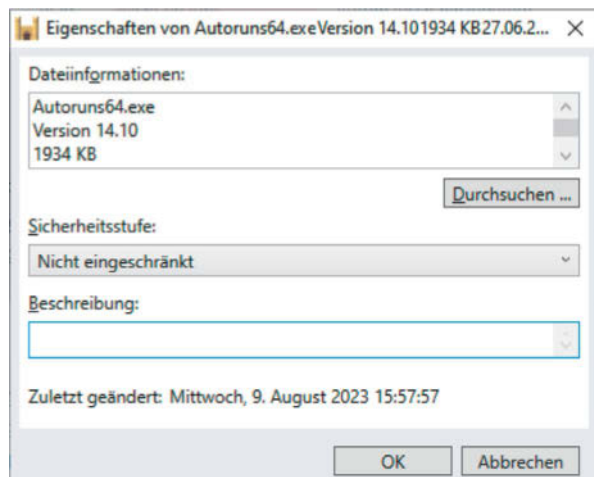 Eigenschaften von Autoruns64.exeVersion 14.101934 KB27.06.2...
Dateiinformationen:
Autoruns64.exe
Version 14.10
1934 KB
Durchsuchen ...
Sicherheitsstufe:
Nicht eingeschränkt
Beschreibung:
Zuletzt geändert: Mittwoch, 9. August 2023 15:57:57
OK Abbrechen